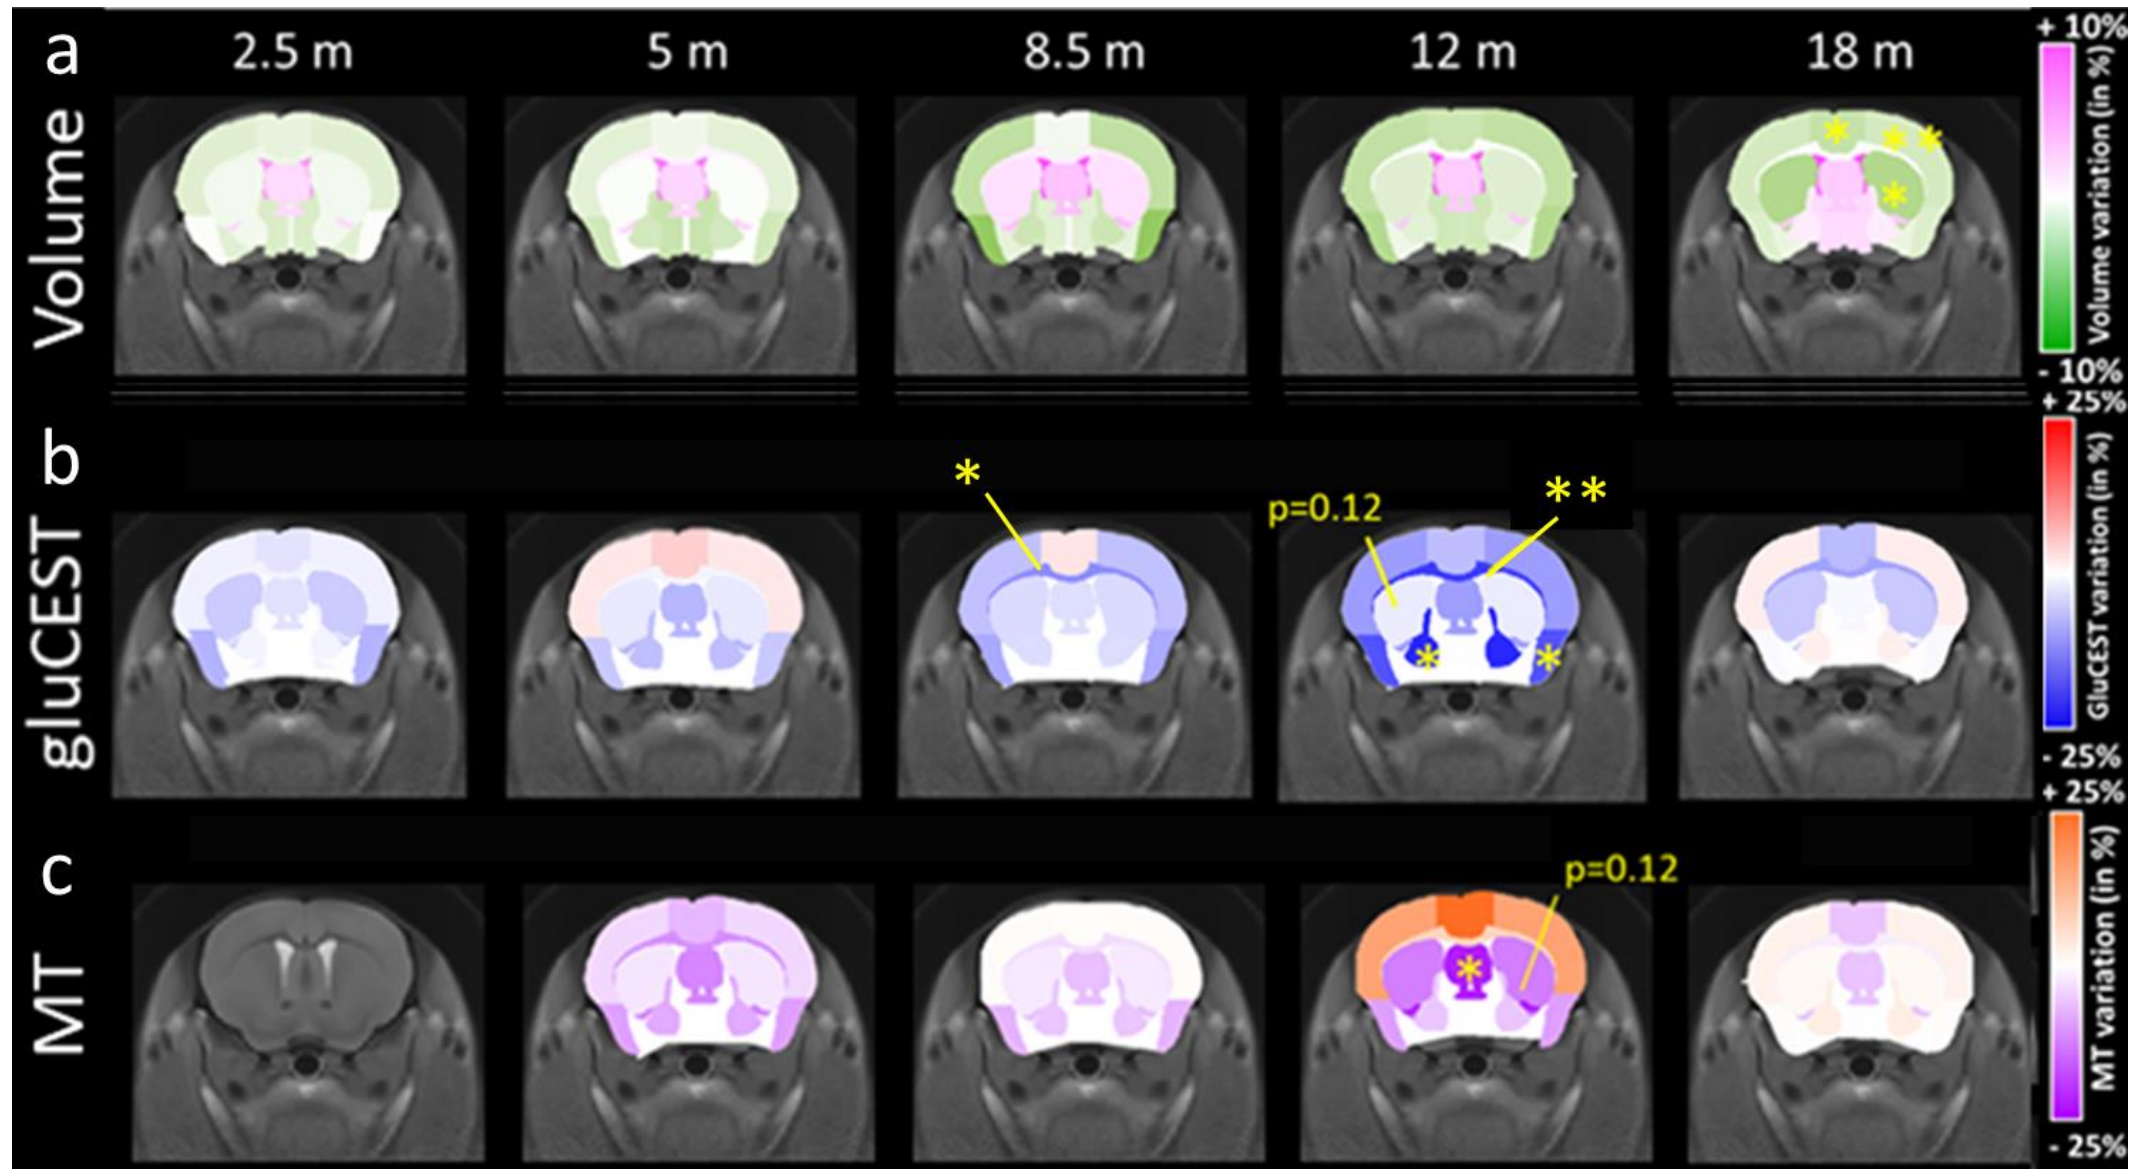 a
2.5 m
5 m
8.5 m
12 m
18 m
+ 10%
Volume
Volume variation (in %)
- 10%
+ 25%
b
*
p=0.12
**
gluCEST
* *
GluCEST variation (in %)
- 25%
+ 25%
c
p=0.12
MT
*
MT variation (in %)
- 25%
* * *
*